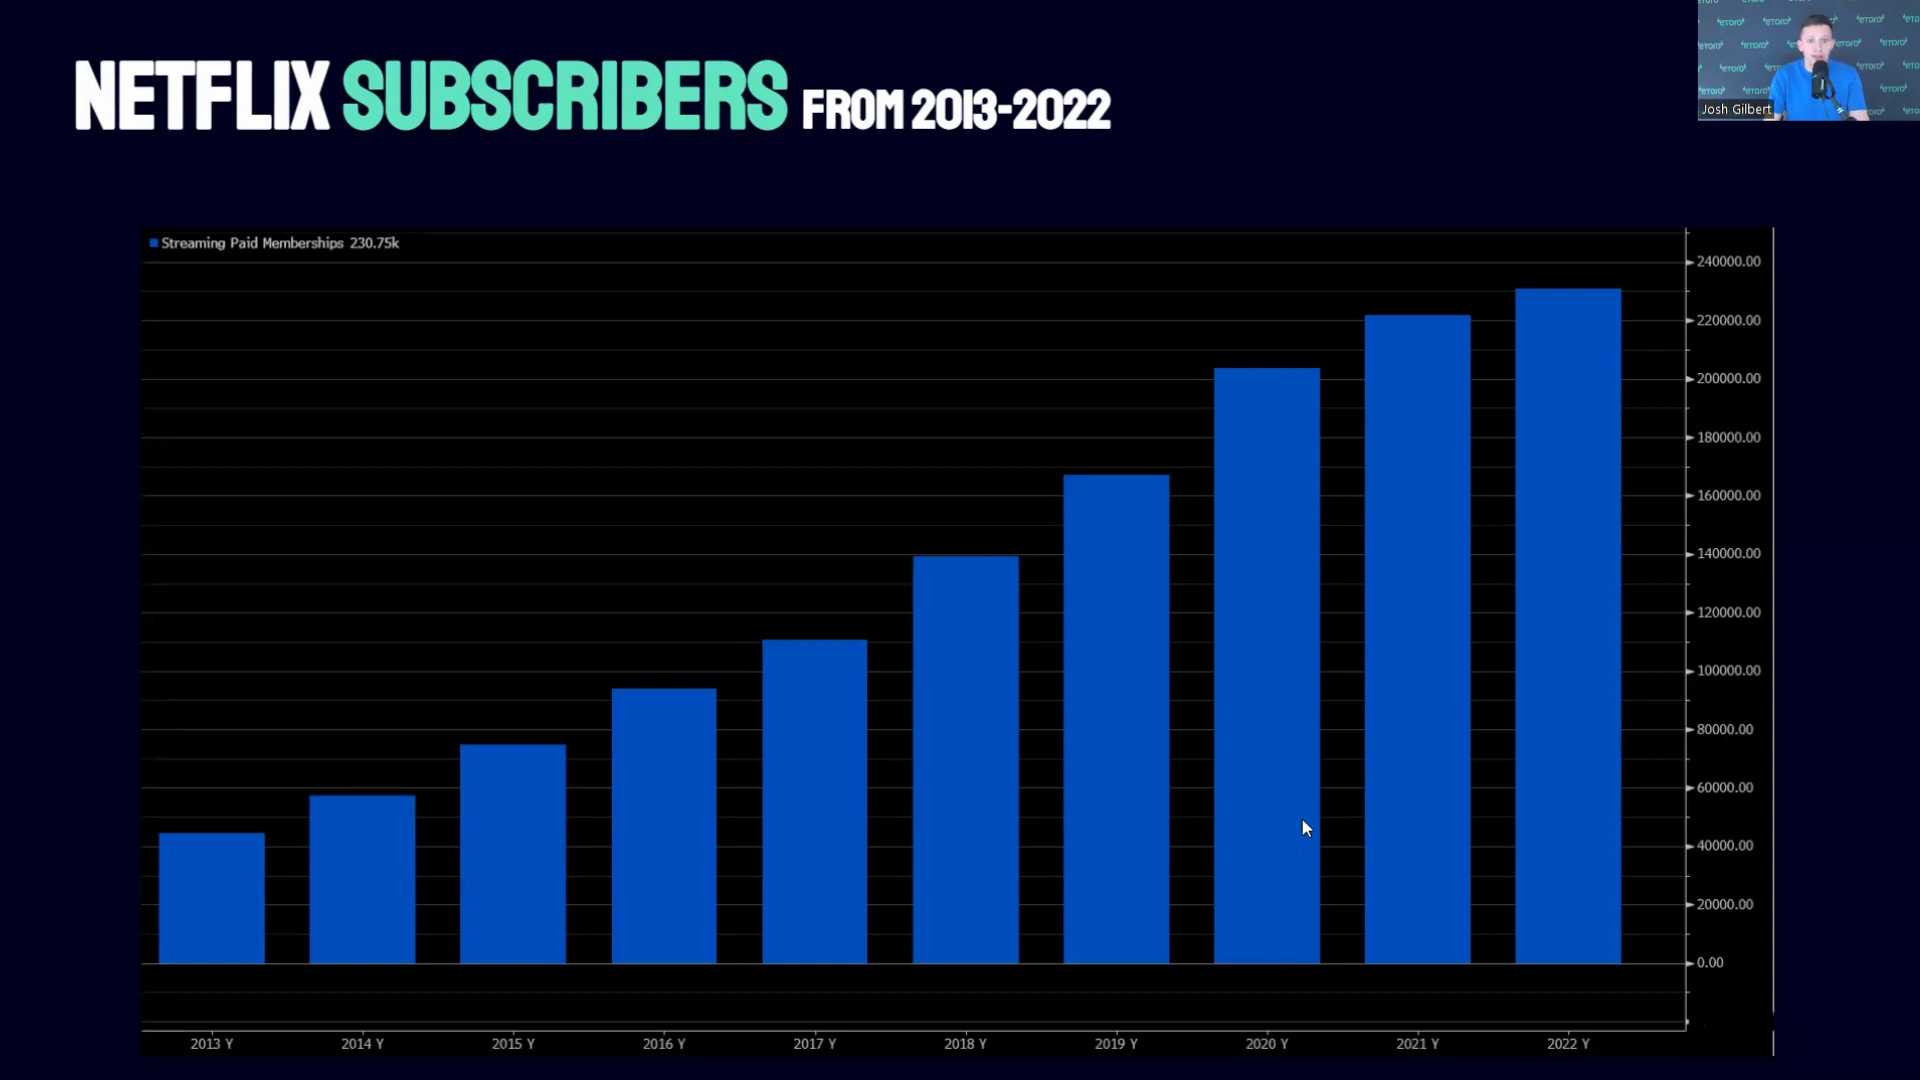 NETFLIX SUBSCRIBERS FROM 2013-2022
eToro
Josh Gilbert
Streaming Paid Memberships 230.75k
240000.00
220000.00
200000.00
180000.00
160000.00
140000.00
120000.00
100000.00
80000.00
60000.00
40000.00
20000.00
0.00
2013 Y 2014 Y 2015 Y 2016 Y 2017 Y 2018 Y 2019 Y 2020 Y 2021 Y 2022 Y